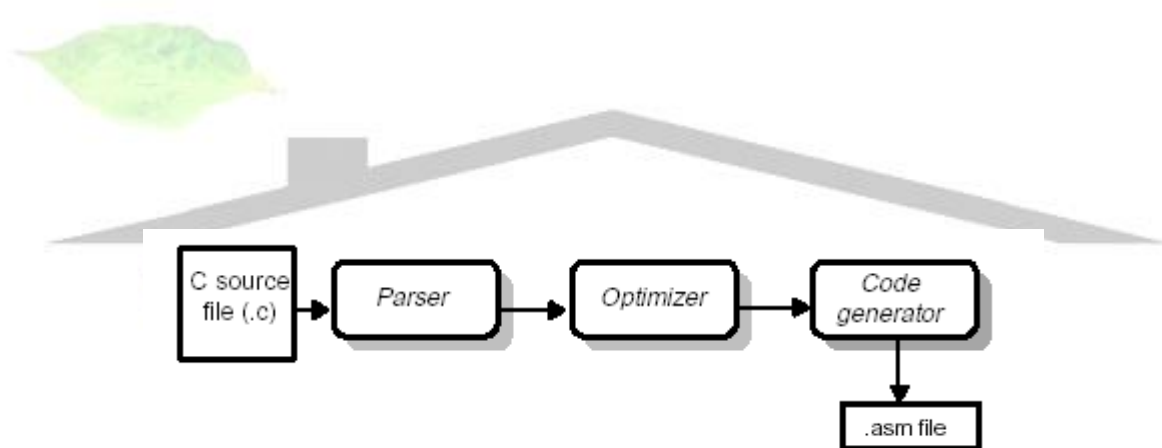 C source
file (.c)
Parser
Optimizer
Code
generator
.asm file